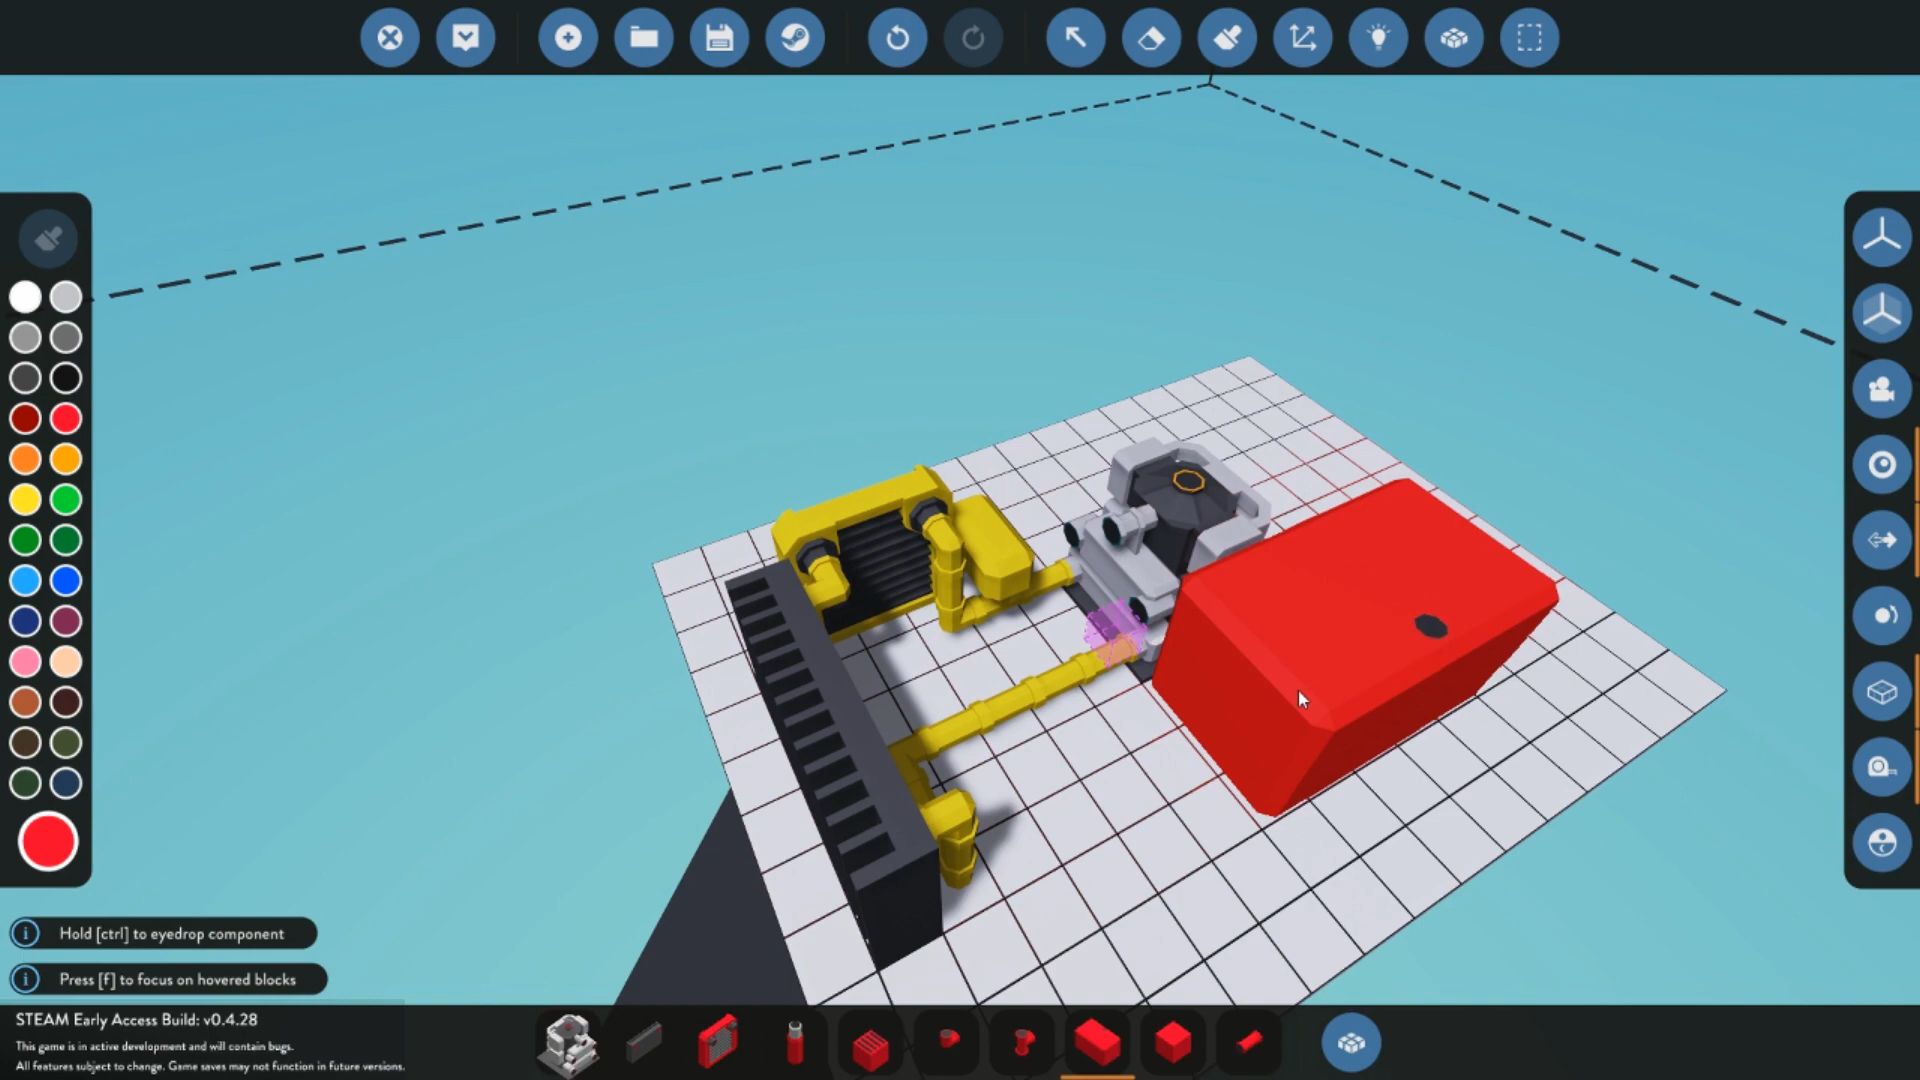 Hold [ctrl] to eyedrop component
Press [f] to focus on hovered blocks
STEAM Early Access Build: v0.4.28
This game is in active development and will contain bugs.
All features subject to change. Game saves may not function in future versions.